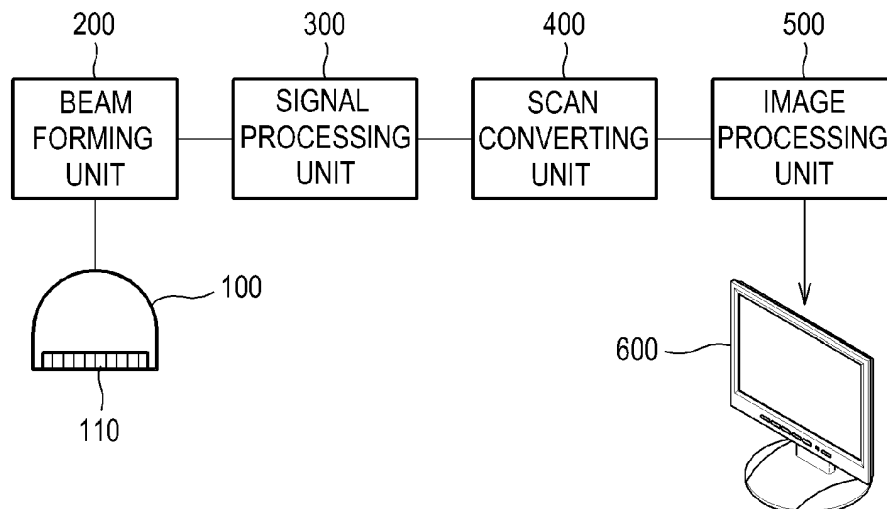 200
300
400
500
BEAM
FORMING
UNIT
SIGNAL
PROCESSING
UNIT
SCAN
CONVERTING
UNIT
IMAGE
PROCESSING
UNIT
100
110
600